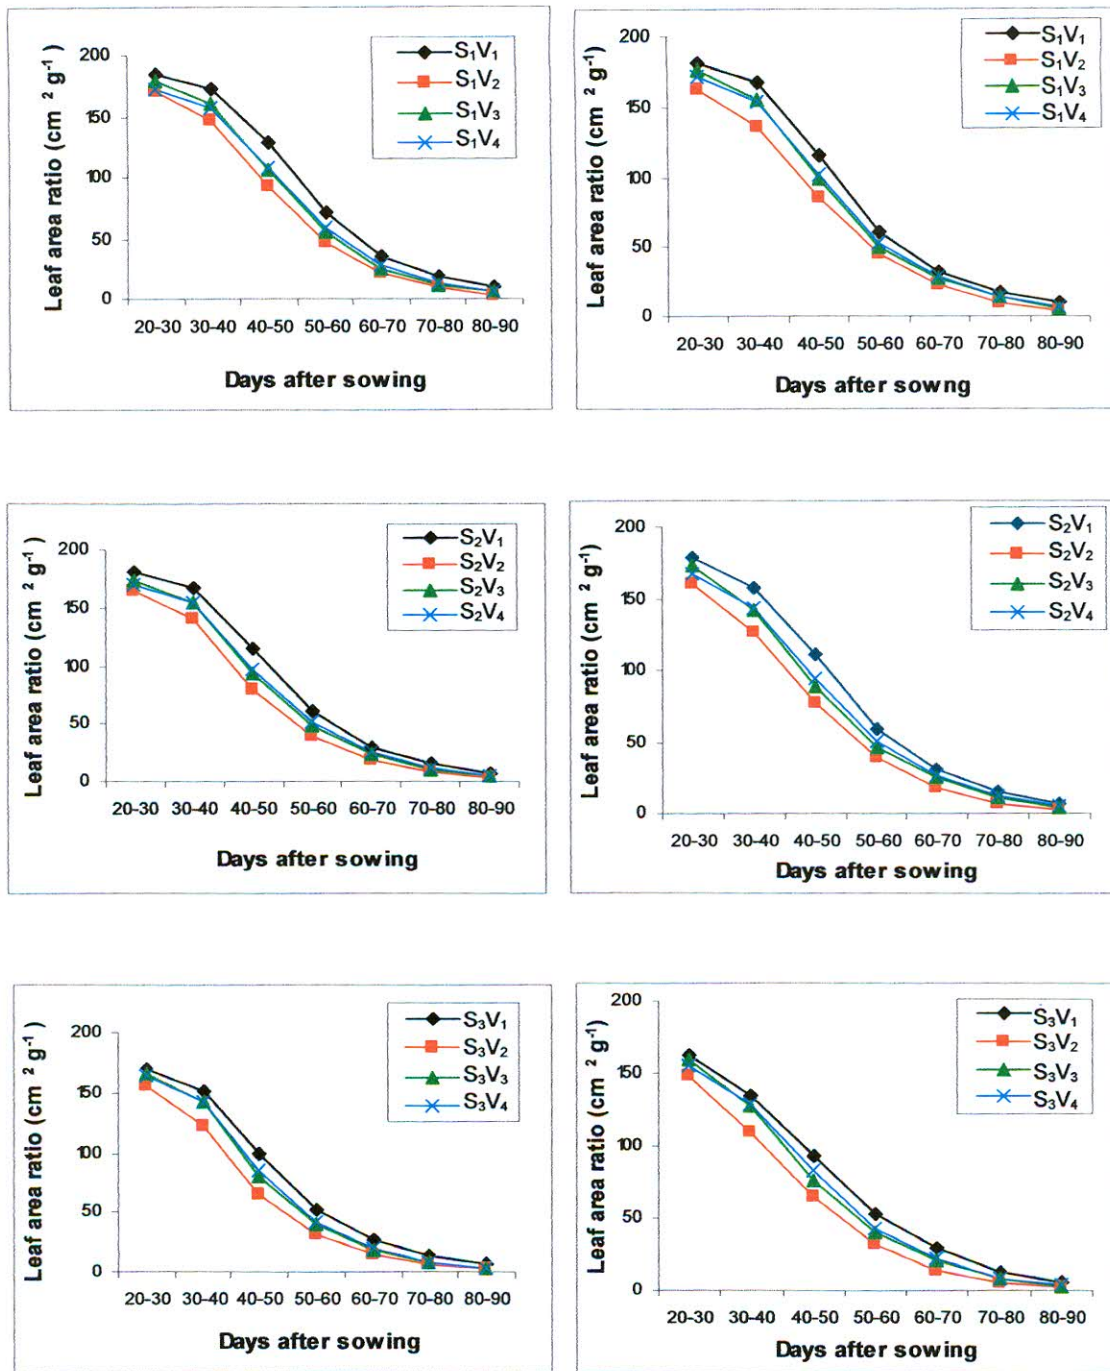 Leaf area ratio (cm ² g⁻¹ )
200
150
100
50
0
20-30 30-40 40-50 50-60 60-70 70-80 80-90
Days after sowing
S₁V₁
S₁V₂
S₁V₃
S₁V₄
Leaf area ratio (cm ² g⁻¹ )
200
150
100
50
0
20-30 30-40 40-50 50-60 60-70 70-80 80-90
Days after sowng
S₁V₁
S₁V₂
S₁V₃
S₁V₄
Leaf area ratio (cm ² g⁻¹ )
200
150
100
50
0
20-30 30-40 40-50 50-60 60-70 70-80 80-90
Days after sowing
S₂V₁
S₂V₂
S₂V₃
S₂V₄
Leaf area ratio (cm ² g⁻¹)
200
150
100
50
0
20-30 30-40 40-50 50-60 60-70 70-80 80-90
Days after sowing
S₂V₁
S₂V₂
S₂V₃
S₂V₄
Leaf area ratio (cm ² g⁻¹ )
200
150
100
50
0
20-30 30-40 40-50 50-60 60-70 70-80 80-90
Days after sowing
S₃V₁
S₃V₂
S₃V₃
S₃V₄
Leaf area ratio (cm ² g⁻¹ )
200
150
100
50
0
20-30 30-40 40-50 50-60 60-70 70-80 80-90
Days after sowing
S₃V₁
S₃V₂
S₃V₃
S₃V₄